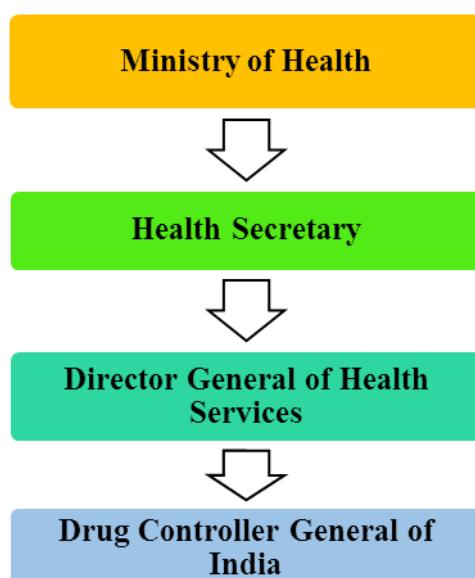 Ministry of Health
Health Secretary
Director General of Health
Services
Drug Controller General of
India